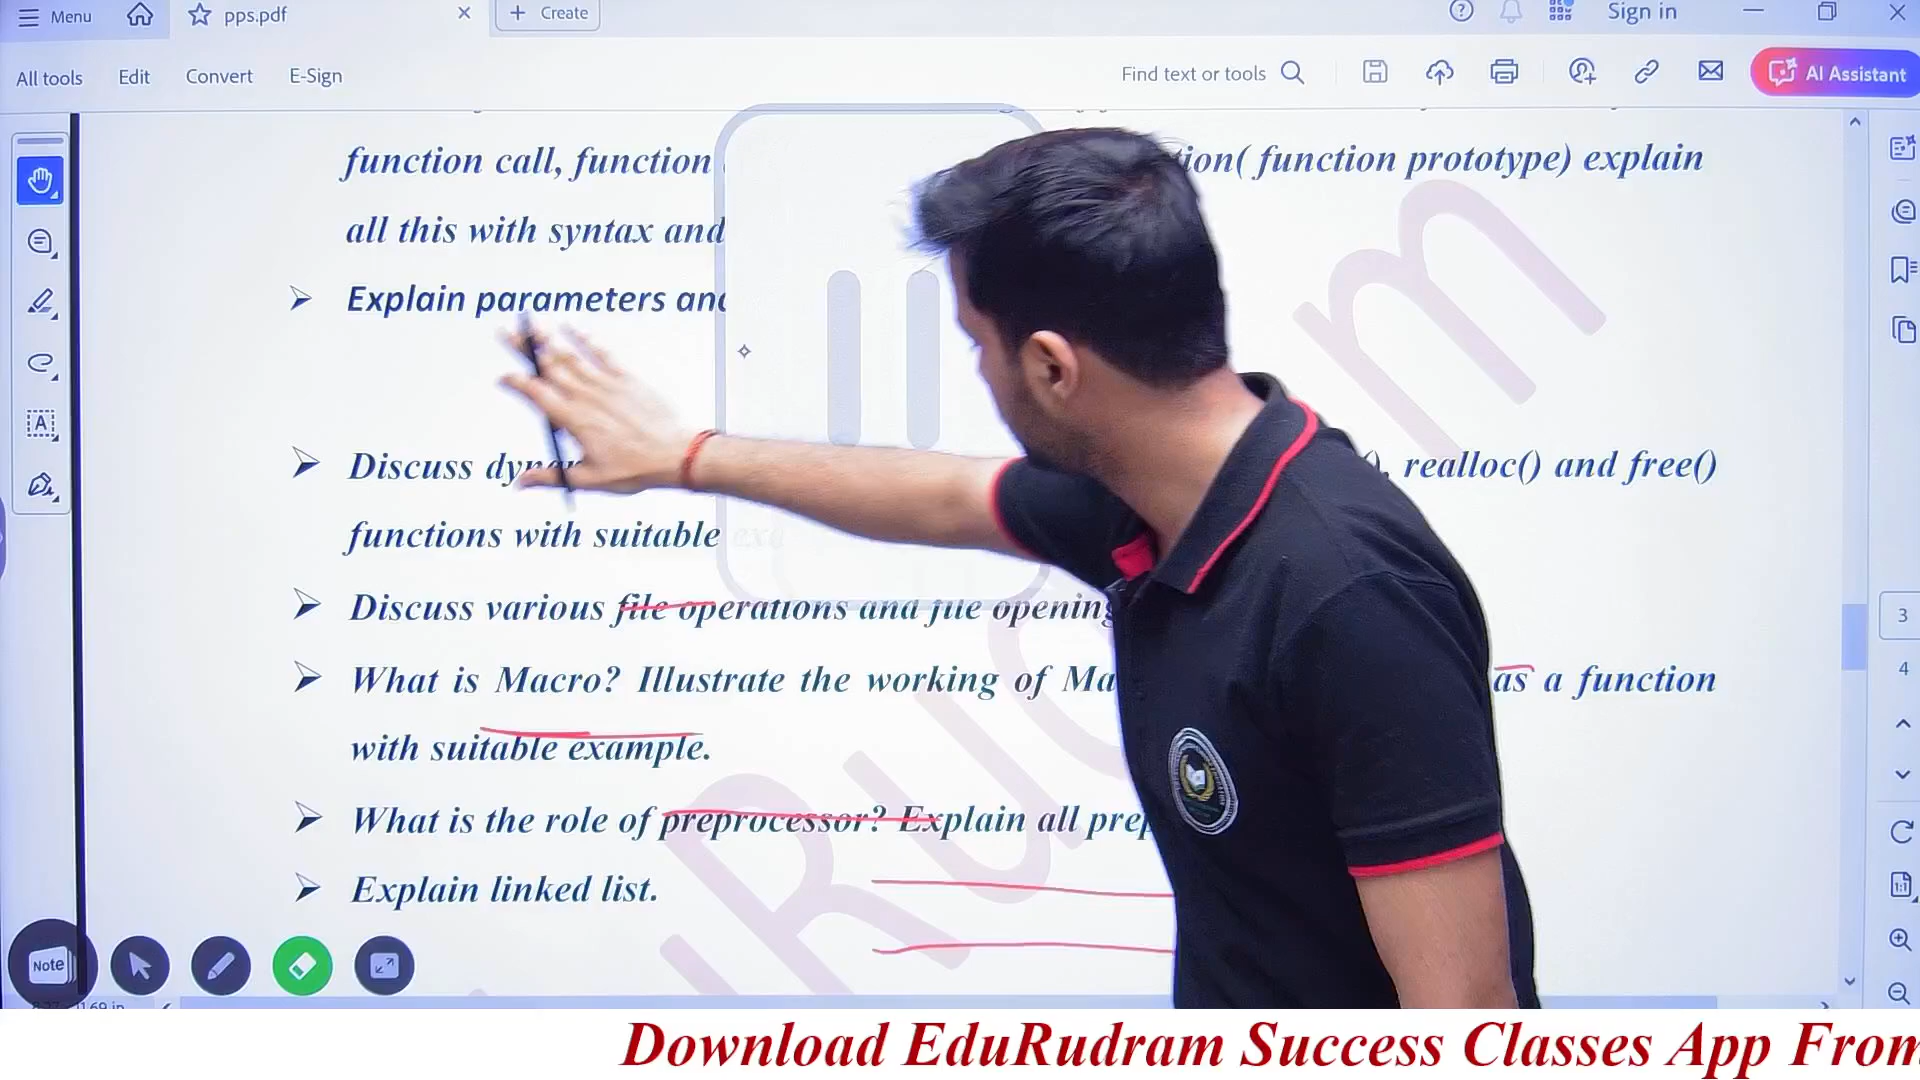 Menu
pps.pdf
Create
Sign in
All tools
Edit
Convert
E-Sign
Find text or tools
AI Assistant
function call, function
function prototype) explain
all this with syntax and
Explain parameters and
Discuss
realloc() and free()
functions with suitable
Discuss various file operations and file opening
What is Macro? Illustrate the working of
as a function
with suitable example.
What is the role of preprocessor? Explain all
Explain linked list.
3
4
Note
Download EduRudram Success Classes App From